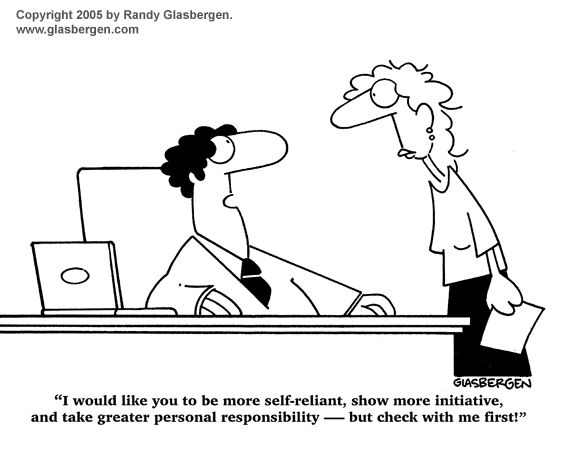 Copyright 2005 by Randy Glasbergen.
www.glasbergen.com
GLASBERGEN
“I would like you to be more self-reliant, show more initiative,
and take greater personal responsibility — but check with me first!”